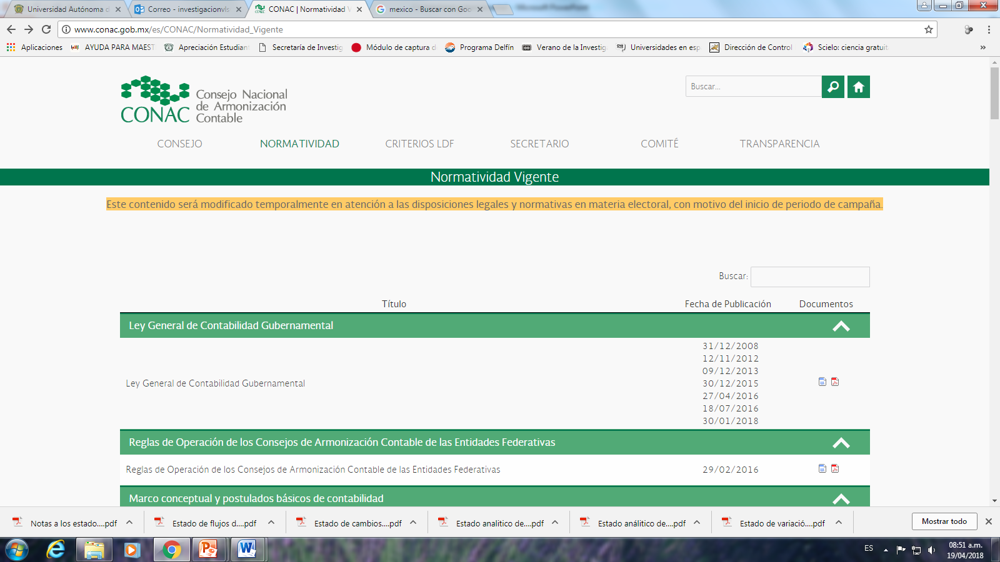 Universidad Autónoma d
Correo - investigacionvls
CONAC | Normatividad V
mexico - Buscar con Goo
Microsoft PowerPoint
www.conac.gob.mx/es/CONAC/Normatividad_Vigente
Aplicaciones
AYUDA PARA MAEST
Apreciación Estudian
Secretaría de Investig
Módulo de captura d
Programa Delfín
Verano de la Investig
Universidades en esp
Dirección de Control
Scielo: ciencia gratuit
»
CONAC
Consejo Nacional
de Armonización
Contable
Buscar...
CONSEJO
NORMATIVIDAD
CRITERIOS LDF
SECRETARIO
COMITÉ
TRANSPARENCIA
Normatividad Vigente
Este contenido será modificado temporalmente en atención a las disposiciones legales y normativas en materia electoral, con motivo del inicio de periodo de campaña.
Buscar:
Título
Fecha de Publicación
Documentos
Ley General de Contabilidad Gubernamental
Ley General de Contabilidad Gubernamental
31/12/2008
12/11/2012
09/12/2013
30/12/2015
27/04/2016
18/07/2016
30/01/2018
Reglas de Operación de los Consejos de Armonización Contable de las Entidades Federativas
Reglas de Operación de los Consejos de Armonización Contable de las Entidades Federativas
29/02/2016
Marco conceptual y postulados básicos de contabilidad
Notas a los estado....pdf
Estado de flujos d....pdf
Estado de cambios....pdf
Estado analitico de....pdf
Estado análitico de....pdf
Estado de variació....pdf
Mostrar todo
ES
08:51 a.m.
19/04/2018